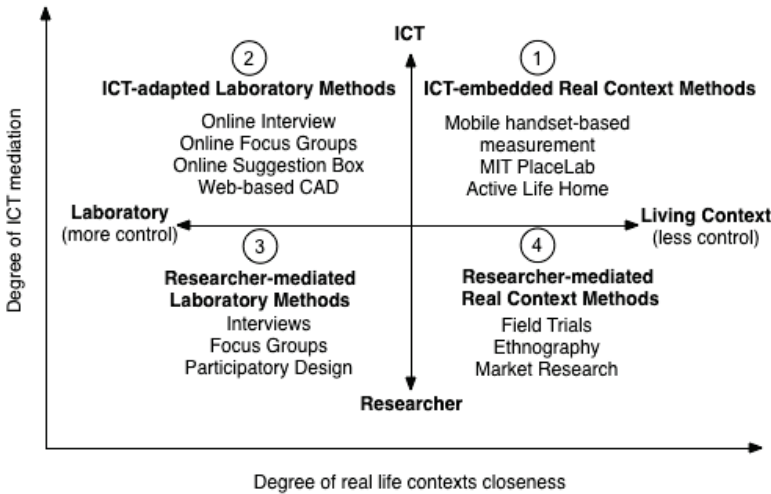 ICT
2
1
ICT-adapted Laboratory Methods
ICT-embedded Real Context Methods
Online Interview
Online Focus Groups
Online Suggestion Box
Web-based CAD
Mobile handset-based
measurement
MIT PlaceLab
Active Life Home
Degree of ICT mediation
Laboratory
(more control)
Living Context
(less control)
3
4
Researcher-mediated
Laboratory Methods
Interviews
Focus Groups
Participatory Design
Researcher-mediated
Real Context Methods
Field Trials
Ethnography
Market Research
Researcher
Degree of real life contexts closeness